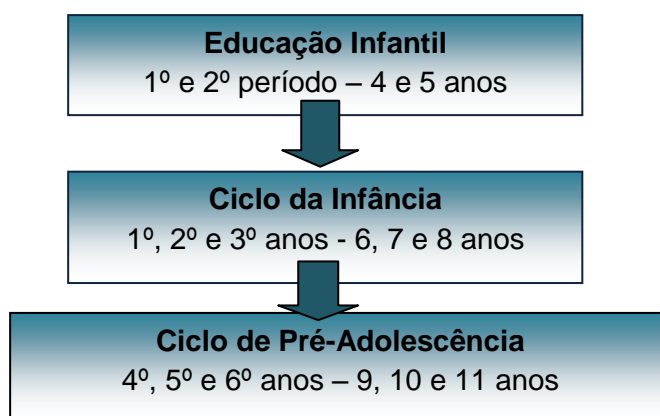 Educação Infantil
1º e 2º período – 4 e 5 anos
Ciclo da Infância
1º, 2º e 3º anos - 6, 7 e 8 anos
Ciclo de Pré-Adolescência
4º, 5º e 6º anos – 9, 10 e 11 anos